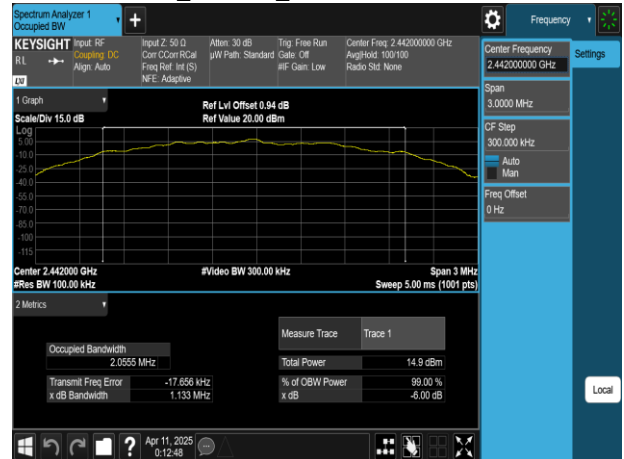 Spectrum Analyzer 1
Occupied BW
Frequency
KEYSIGHT
RL
LXI
Input: RF
Coupling: DC
Align: Auto
Input Z: 50 Ω
Corr CCorr RCal
Freq Ref: Int (S)
NFE: Adaptive
Atten: 30 dB
µW Path: Standard
Trig: Free Run
Gate: Off
#IF Gain: Low
Center Freq: 2.442000000 GHz
Avg|Hold: 100/100
Radio Std: None
Center Frequency
2.442000000 GHz
Settings
Span
3.0000 MHz
CF Step
300.000 kHz
Auto
Man
Freq Offset
0 Hz
Local
1 Graph
Scale/Div 15.0 dB
Ref Lvl Offset 0.94 dB
Ref Value 20.00 dBm
Log
5.00
-10.0
-25.0
-40.0
-55.0
-70.0
-85.0
-100
-115
Center 2.442000 GHz
#Res BW 100.00 kHz
#Video BW 300.00 kHz
Span 3 MHz
Sweep 5.00 ms (1001 pts)
2 Metrics
Measure Trace Trace 1
Occupied Bandwidth
2.0555 MHz
Total Power 14.9 dBm
Transmit Freq Error -17.656 kHz
% of OBW Power 99.00 %
x dB Bandwidth 1.133 MHz
x dB -6.00 dB
Apr 11, 2025
0:12:48